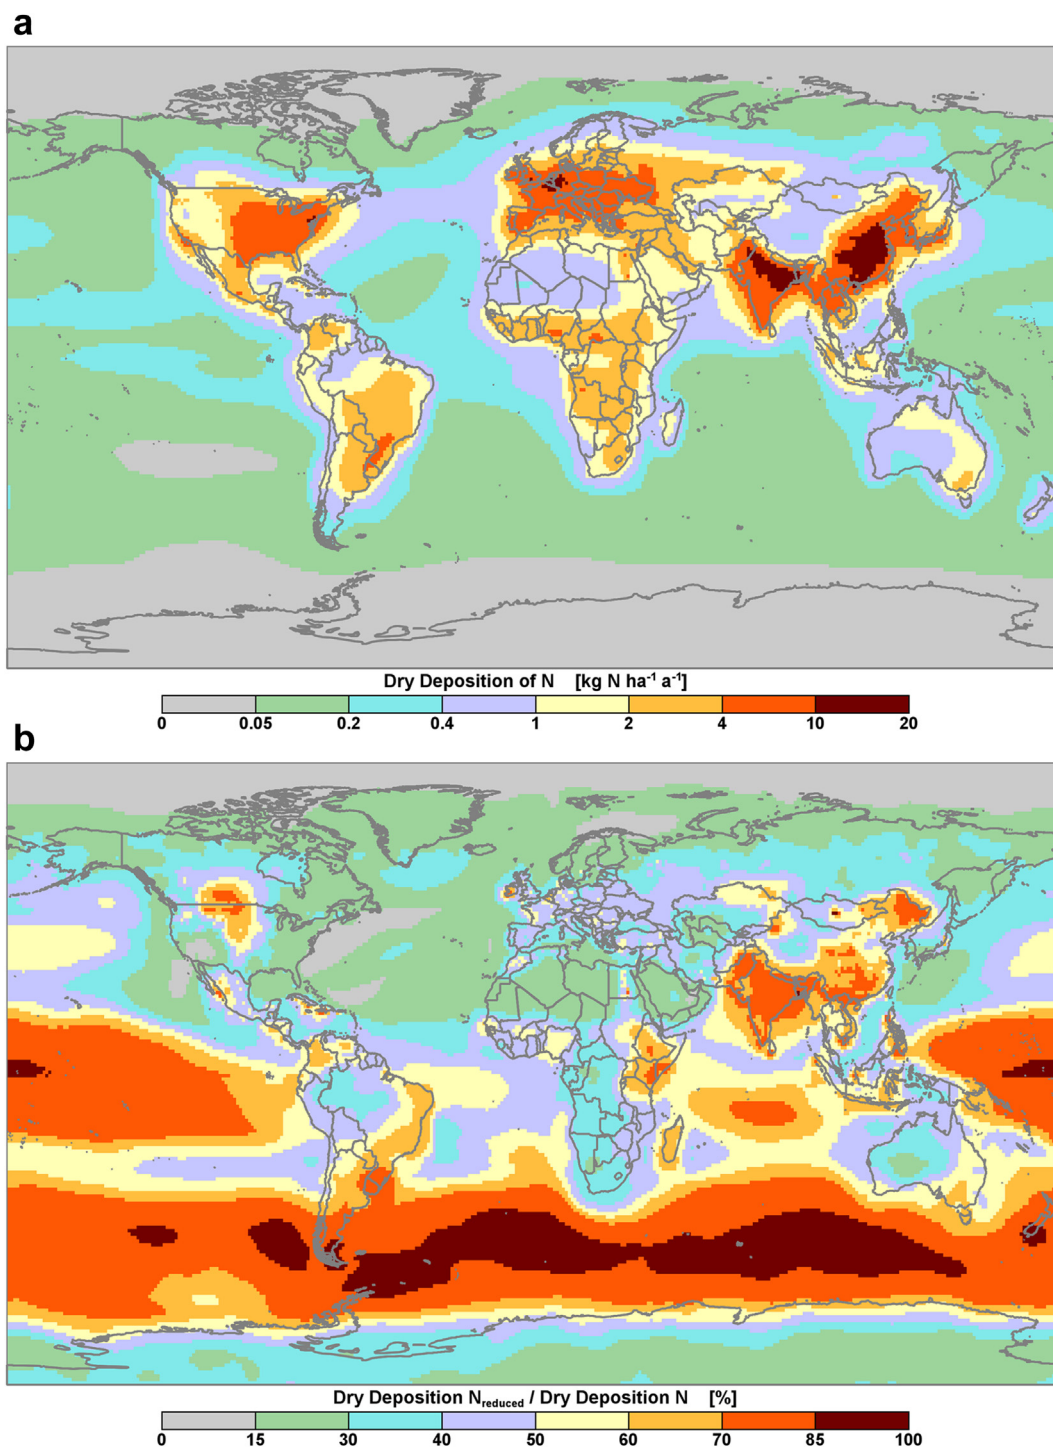 a
Dry Deposition of N [kg N ha⁻¹ a⁻¹]
0 0.05 0.2 0.4 1 2 4 10 20
b
Dry Deposition Nreduced / Dry Deposition N [%]
0 15 30 40 50 60 70 85 100